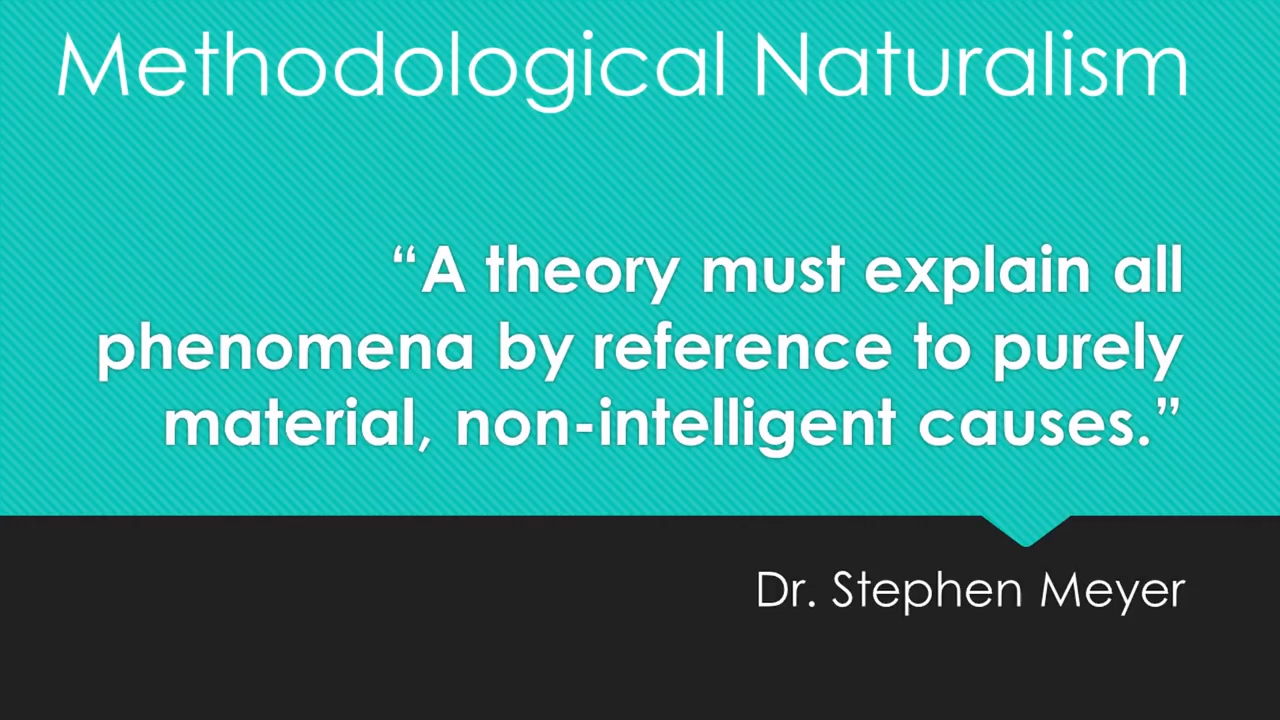 Methodological Naturalism
“A theory must explain all
phenomena by reference to purely
material, non-intelligent causes.”
Dr. Stephen Meyer